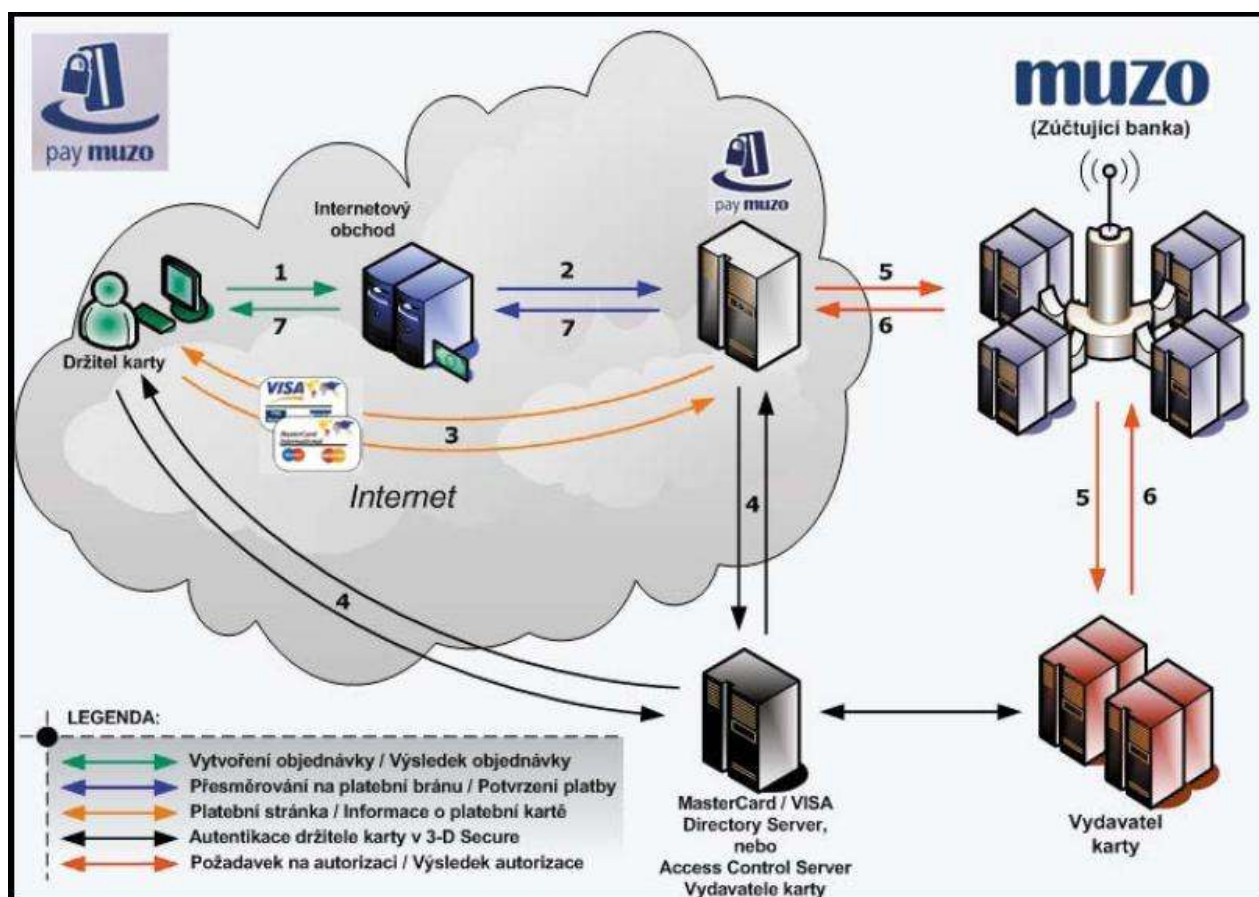 pay muzo
muzo
(Zúčtující banka)
pay muzo
Internetový
obchod
1
7
2
7
5
6
Držitel karty
VISA
MasterCard
International
3
Internet
4
4
5
6
LEGENDA:
Vytvoření objednávky / Výsledek objednávky
Přesměrování na platební bránu / Potvrzení platby
Platební stránka / Informace o platební kartě
Autentikace držitele karty v 3-D Secure
Požadavek na autorizaci / Výsledek autorizace
MasterCard / VISA
Directory Server,
nebo
Access Control Server
Vydavatele karty
Vydavatel
karty